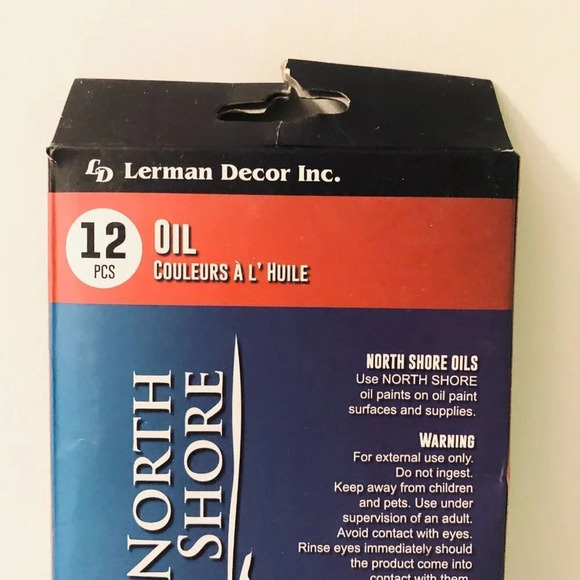 LD Lerman Decor Inc.
12
PCS
OIL
COULEURS À L' HUILE
NORTH
SHORE
NORTH SHORE OILS
Use NORTH SHORE
oil paints on oil paint
surfaces and supplies.
WARNING
For external use only.
Do not ingest.
Keep away from children
and pets. Use under
supervision of an adult.
Avoid contact with eyes.
Rinse eyes immediately should
the product come into
contact with them.